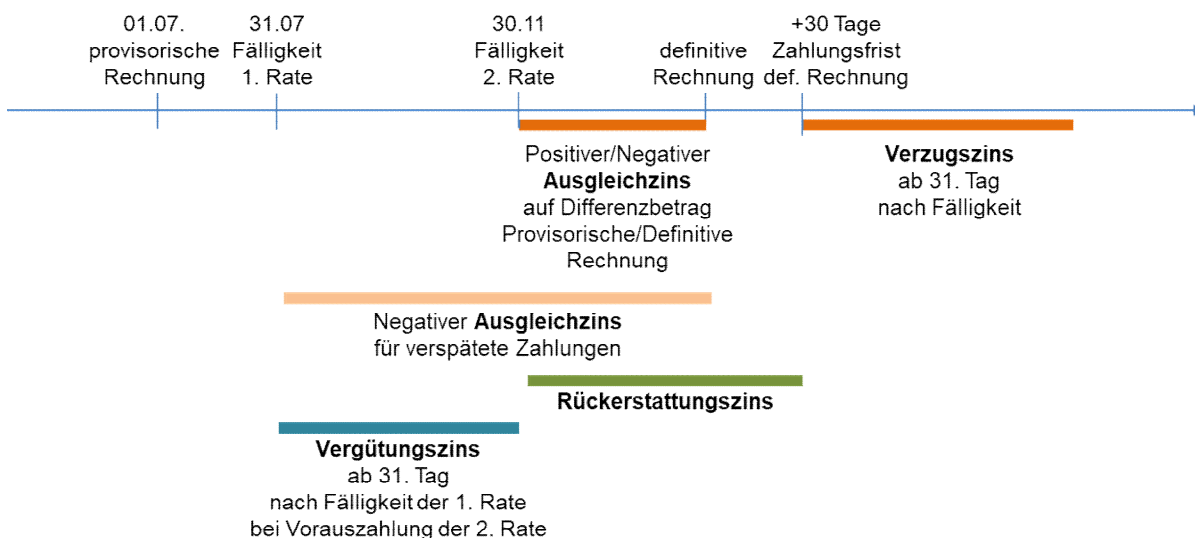 01.07.
provisorische
Rechnung
31.07
Fälligkeit
1. Rate
30.11
Fälligkeit
2. Rate
definitive
Rechnung
+30 Tage
Zahlungsfrist
def. Rechnung
Positiver/Negativer
Ausgleichzins
auf Differenzbetrag
Provisorische/Definitive
Rechnung
Verzugszins
ab 31. Tag
nach Fälligkeit
Negativer Ausgleichzins
für verspätete Zahlungen
Rückerstattungszins
Vergütungszins
ab 31. Tag
nach Fälligkeit der 1. Rate
bei Vorauszahlung der 2. Rate